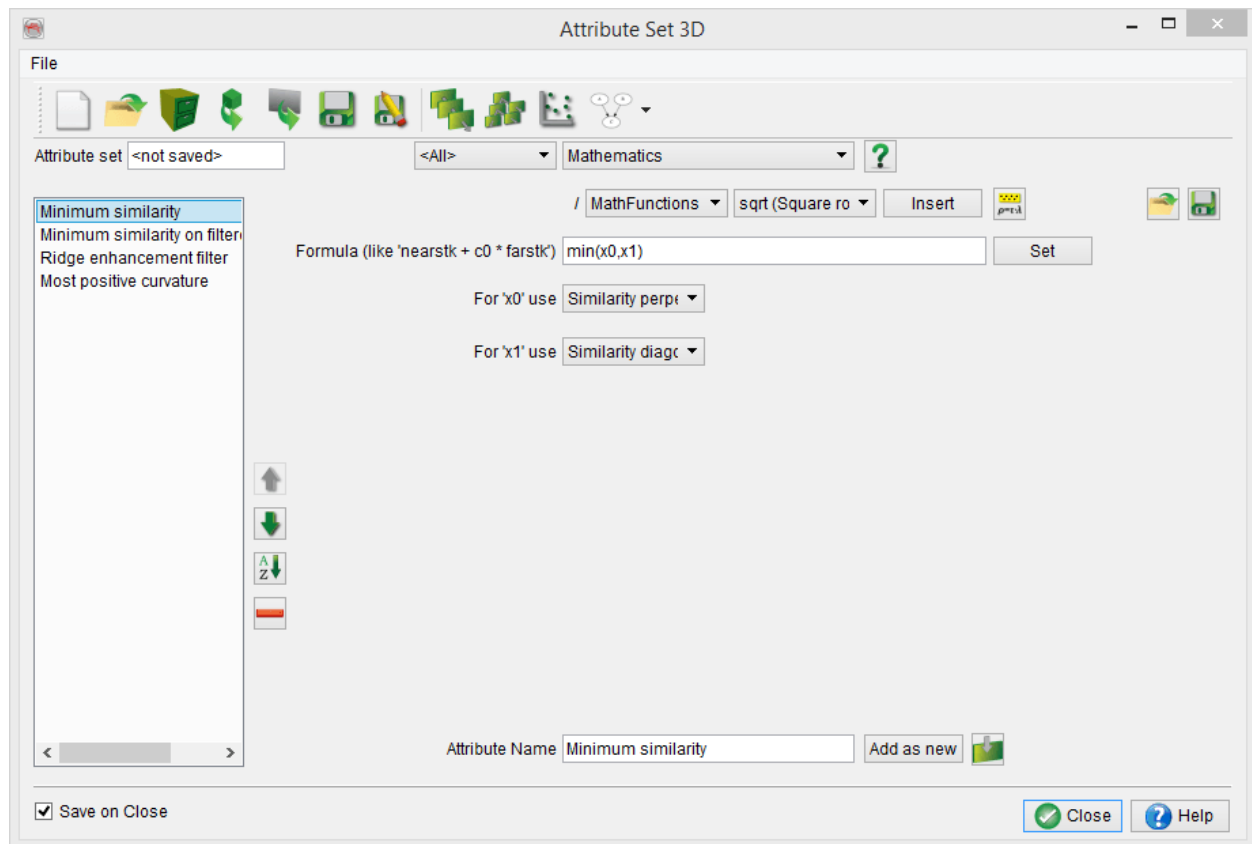 Attribute Set 3D
File
Attribute set <not saved> <All> Mathematics ?
/ MathFunctions sqrt (Square ro Insert
Minimum similarity
Minimum similarity on filter
Ridge enhancement filter
Most positive curvature
Formula (like 'nearstk + c0 * farstk') min(x0,x1) Set
For 'x0' use Similarity perpe
For 'x1' use Similarity diagc
A
Z
Attribute Name Minimum similarity Add as new
Save on Close
Close ? Help